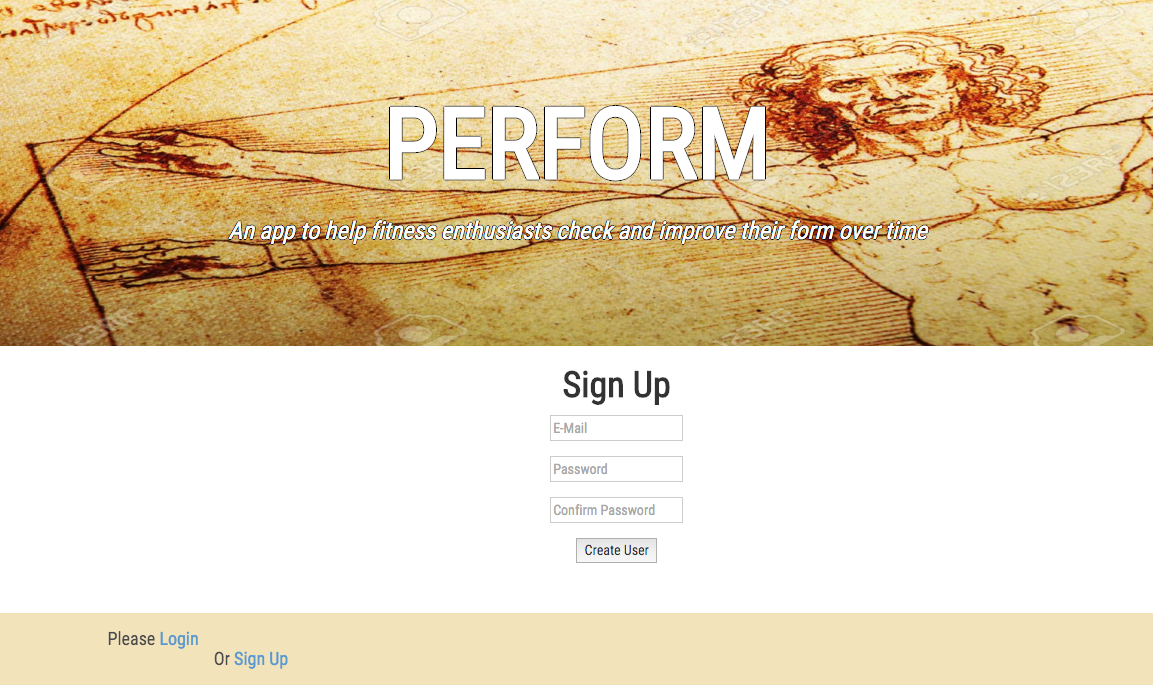 PERFORM
An app to help fitness enthusiasts check and improve their form over time
Sign Up
E-Mail
Password
Confirm Password
Create User
Please Login
Or Sign Up